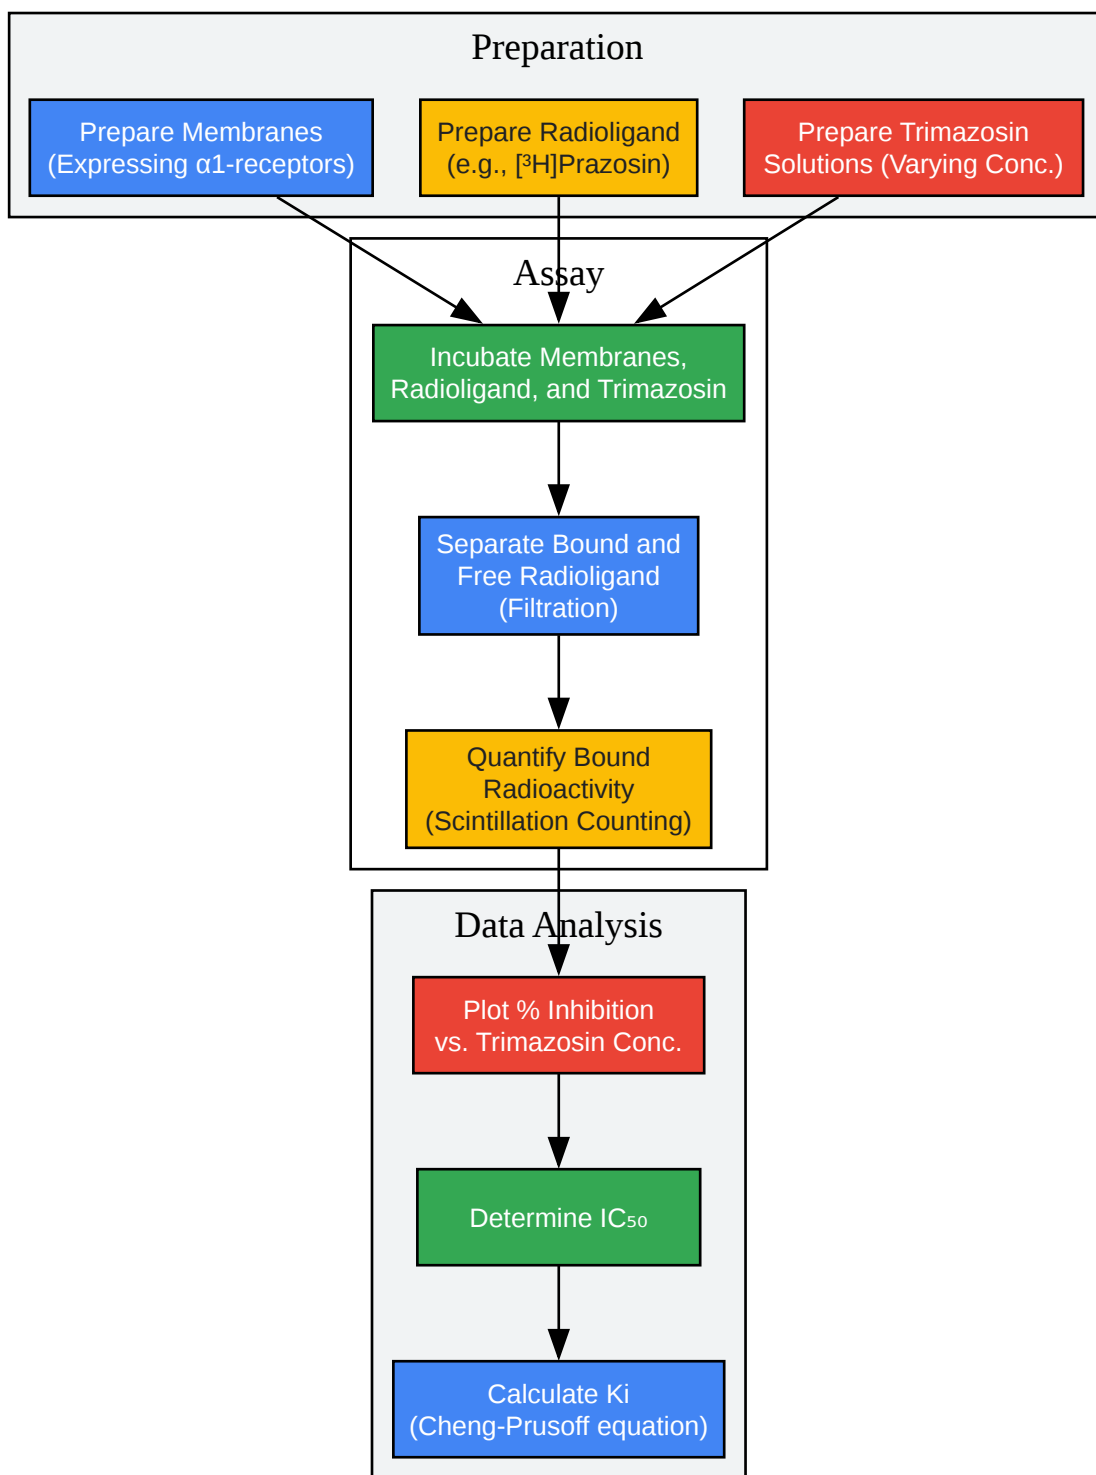 Preparation
Prepare Membranes
(Expressing α1-receptors)
Prepare Radioligand
(e.g., [³H]Prazosin)
Prepare Trimazosin
Solutions (Varying Conc.)
Assay
Incubate Membranes,
Radioligand, and Trimazosin
Separate Bound and
Free Radioligand
(Filtration)
Quantify Bound
Radioactivity
(Scintillation Counting)
Data Analysis
Plot % Inhibition
vs. Trimazosin Conc.
Determine IC₅₀
Calculate Ki
(Cheng-Prusoff equation)